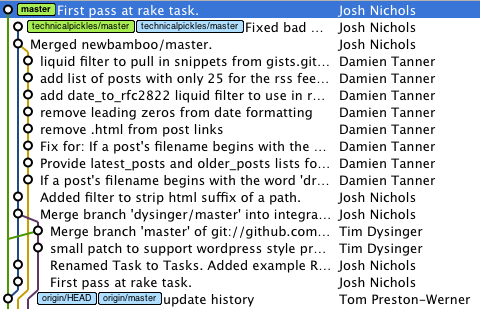 master First pass at rake task. Josh Nichols
technicalpickles/master technicalpickles/master Fixed bad ... Josh Nichols
Merged newbamboo/master. Josh Nichols
liquid filter to pull in snippets from gists.git... Damien Tanner
add list of posts with only 25 for the rss fee... Damien Tanner
add date_to_rfc2822 liquid filter to use in r... Damien Tanner
remove leading zeros from date formatting Damien Tanner
remove .html from post links Damien Tanner
Fix for: If a post's filename begins with the ... Damien Tanner
Provide latest_posts and older_posts lists fo... Damien Tanner
If a post's filename begins with the word 'dr... Damien Tanner
Added filter to strip html suffix of a path. Josh Nichols
Merge branch 'dysinger/master' into integra... Josh Nichols
Merge branch 'master' of git://github.com... Tim Dysinger
small patch to support wordpress style pr... Tim Dysinger
Renamed Task to Tasks. Added example R... Josh Nichols
First pass at rake task. Josh Nichols
origin/HEAD origin/master update history Tom Preston-Werner